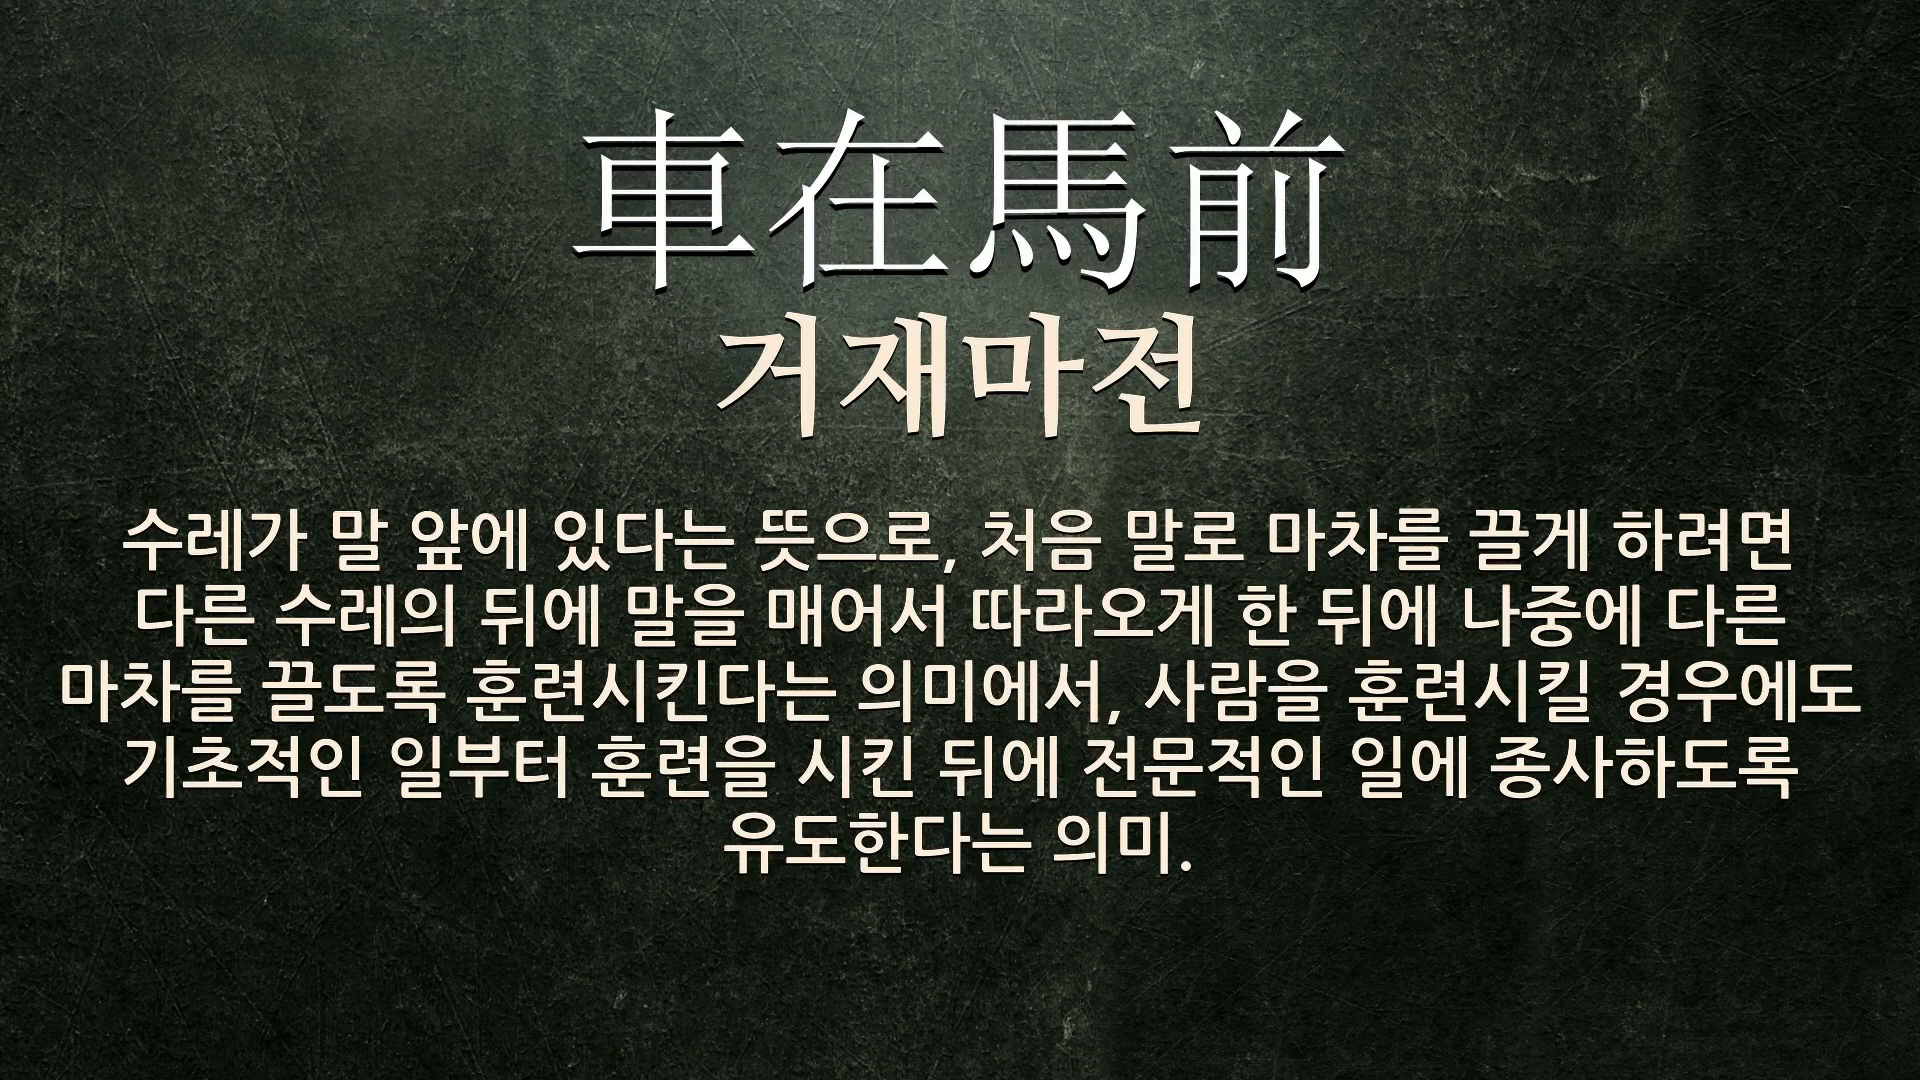 車在馬前
거재마전
수레가 말 앞에 있다는 뜻으로, 처음 말로 마차를 끌게 하려면
다른 수레의 뒤에 말을 매어서 따라오게 한 뒤에 나중에 다른
마차를 끌도록 훈련시킨다는 의미에서, 사람을 훈련시킬 경우에도
기초적인 일부터 훈련을 시킨 뒤에 전문적인 일에 종사하도록
유도한다는 의미.